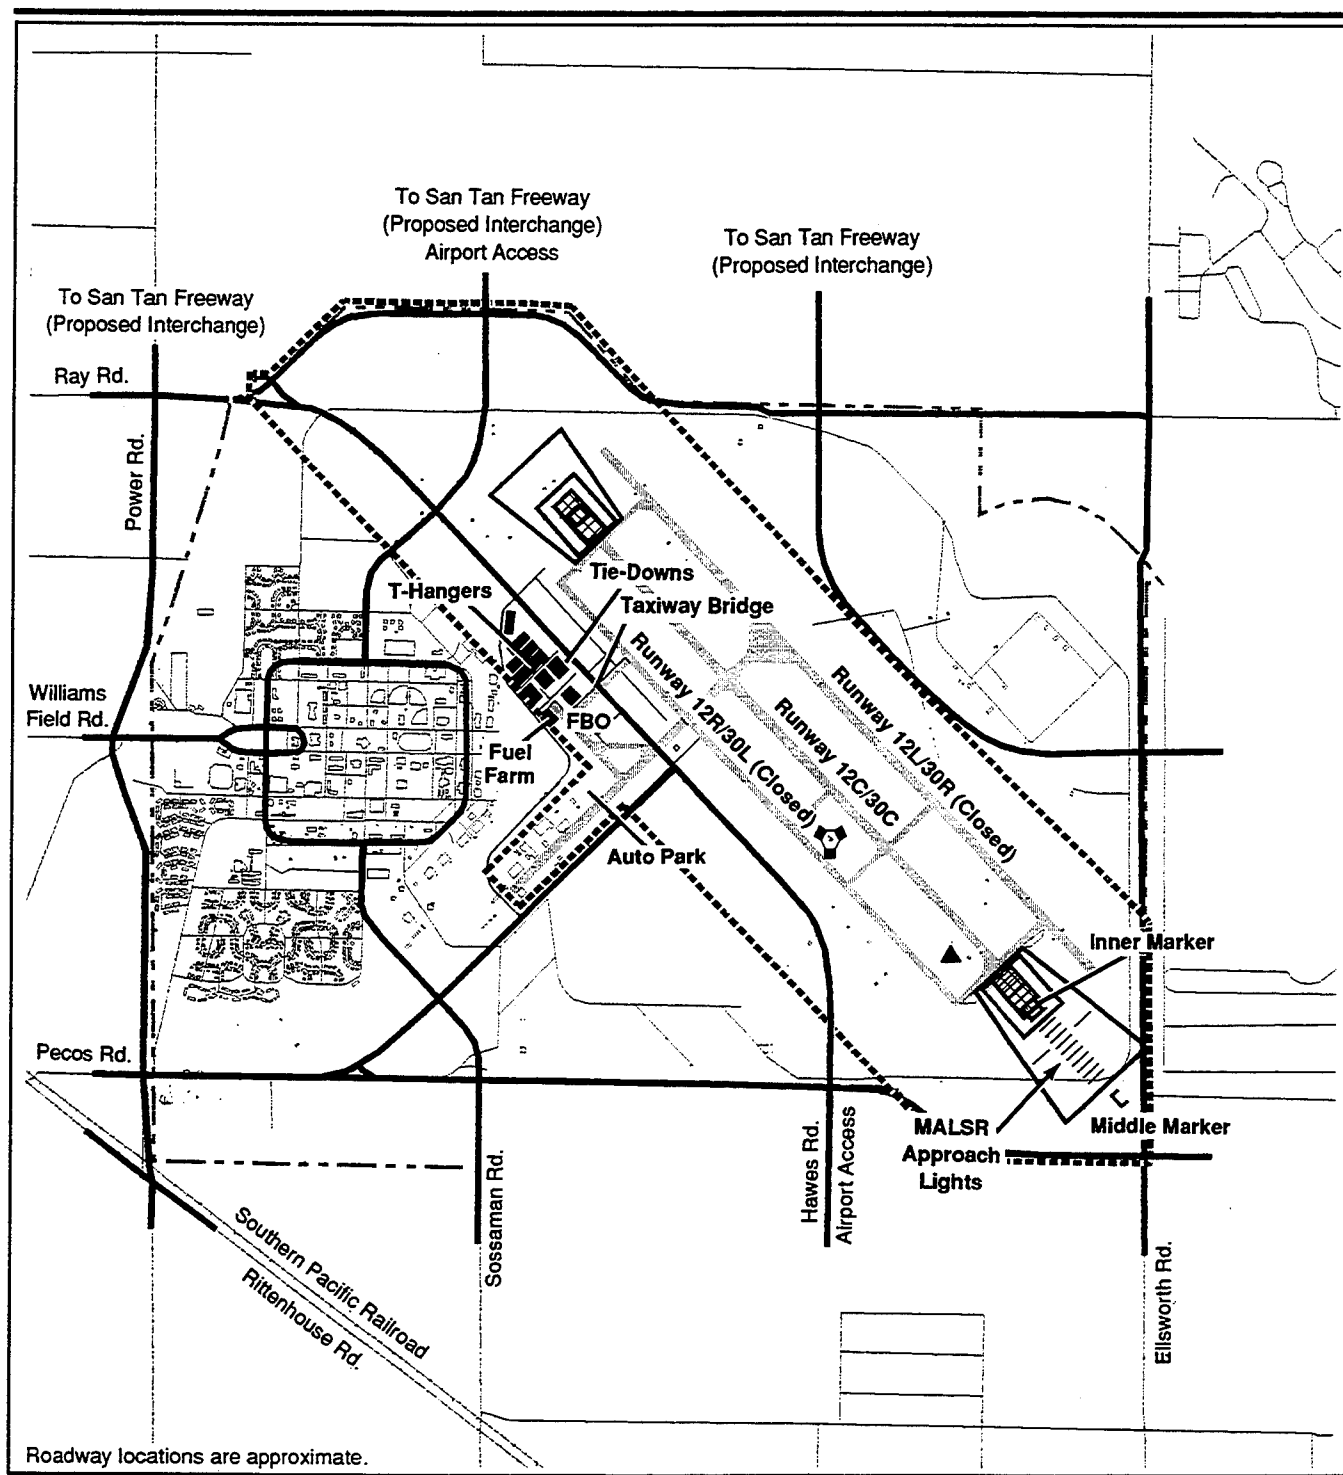 To San Tan Freeway
(Proposed Interchange)
Airport Access
To San Tan Freeway
(Proposed Interchange)
To San Tan Freeway
(Proposed Interchange)
Ray Rd.
Power Rd.
Tie-Downs
T-Hangers
Taxiway Bridge
Runway 12R/30L (Closed)
Runway 12C/30C
Runway 12L/30R (Closed)
Williams
Field Rd.
FBO
Fuel
Farm
Auto Park
Inner Marker
Pecos Rd.
MALSR
Approach
Lights
Middle Marker
Sossaman Rd.
Hawes Rd.
Airport Access
Ellsworth Rd.
Southern Pacific Railroad
Rittenhouse Rd.
Roadway locations are approximate.